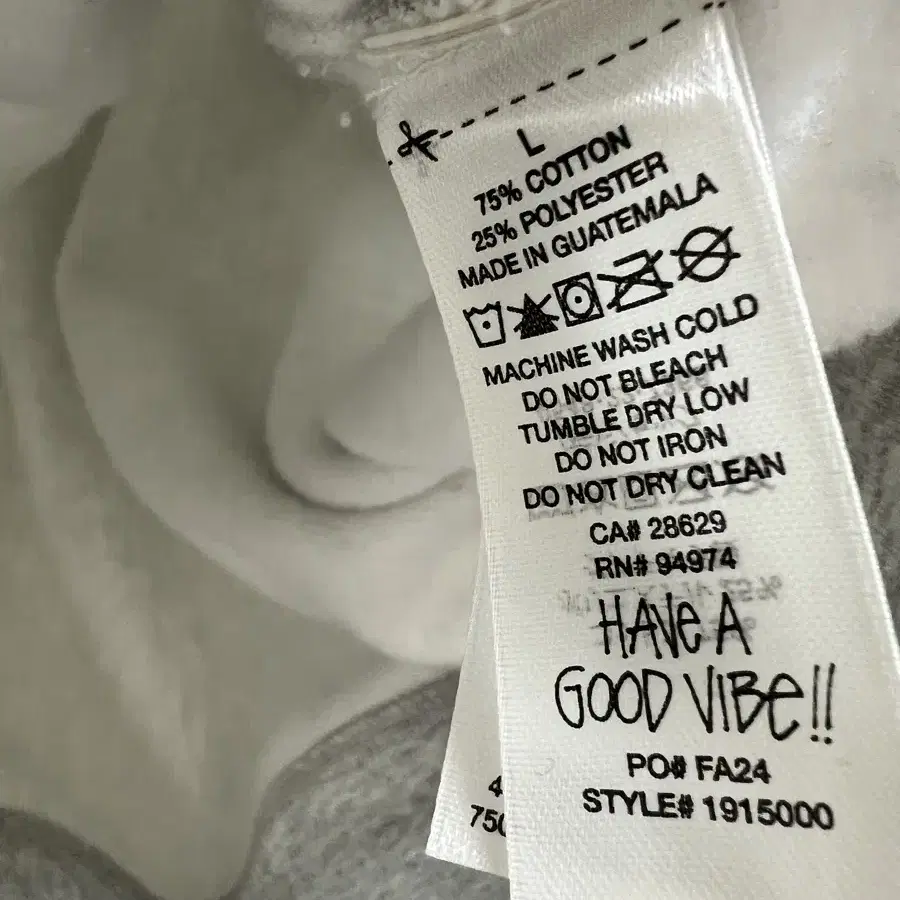 L
75% COTTON
25% POLYESTER
MADE IN GUATEMALA
MACHINE WASH COLD
DO NOT BLEACH
TUMBLE DRY LOW
DO NOT IRON
DO NOT DRY CLEAN
CA# 28629
RN# 94974
HAVe A
GOOD VIBe!!
PO# FA24
STYLE# 1915000